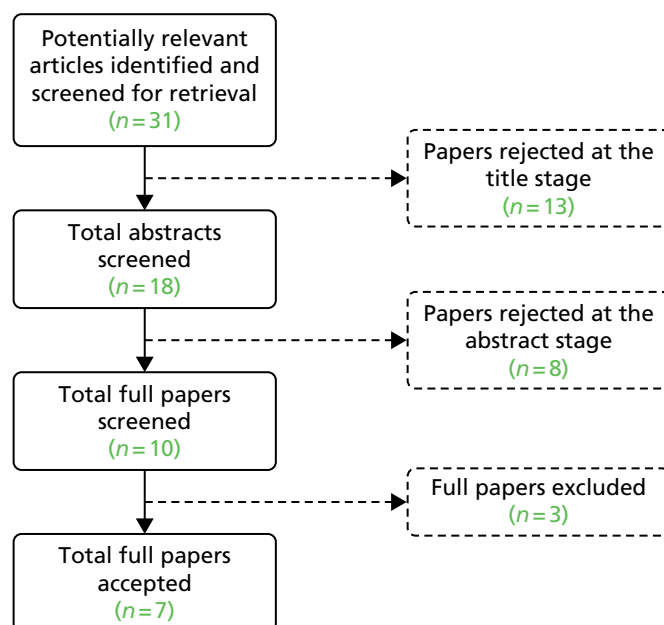 Potentially relevant
articles identified and
screened for retrieval
(n=31)
Papers rejected at the
title stage
(n=13)
Total abstracts
screened
(n=18)
Papers rejected at the
abstract stage
(n=8)
Total full papers
screened
(n=10)
Full papers excluded
(n=3)
Total full papers
accepted
(n=7)